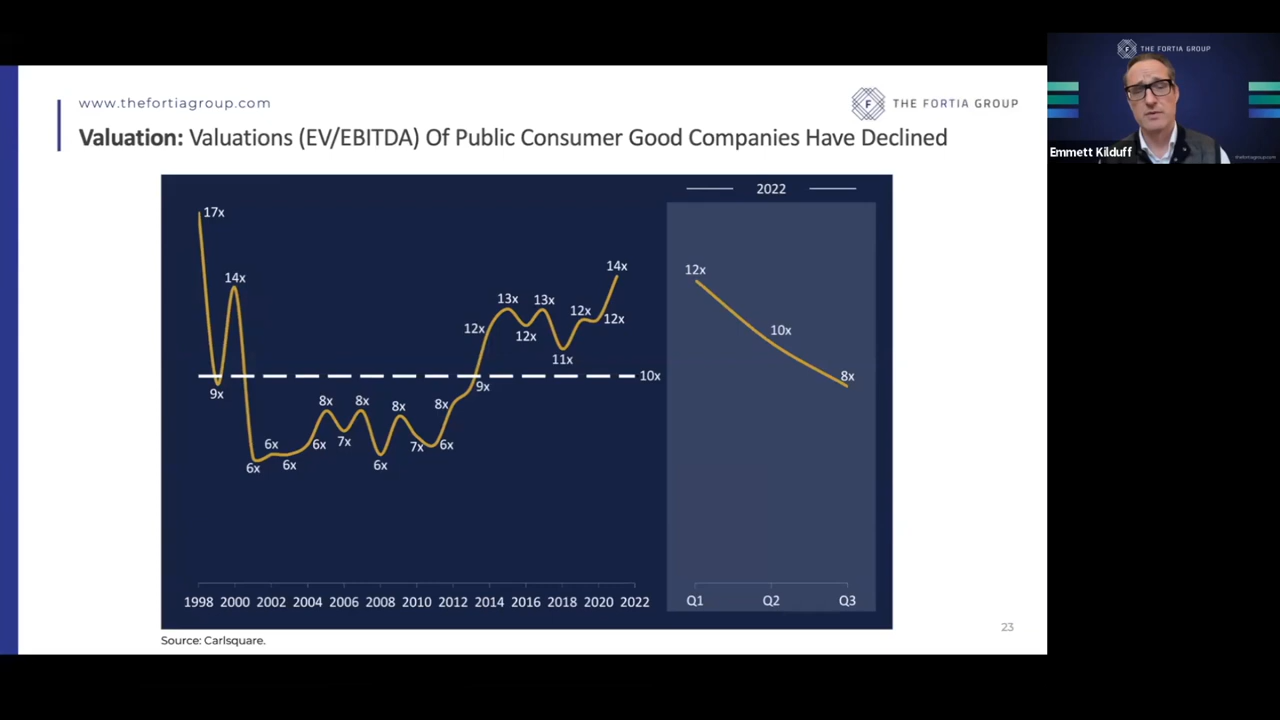 www.thefortiagroup.com
F THE FORTIA GROUP
Valuation: Valuations (EV/EBITDA) Of Public Consumer Good Companies Have Declined
2022
17x
9x
14x
6x
6x
6x
6x
8x
7x
8x
6x
8x
7x
6x
8x
9x
12x
13x
12x
13x
11x
12x
12x
14x
10x
12x
10x
8x
1998 2000 2002 2004 2006 2008 2010 2012 2014 2016 2018 2020 2022
Q1 Q2 Q3
Source: Carlsquare.
23
F THE FORTIA GROUP
Emmett Kilduff
thefortiagroup.com